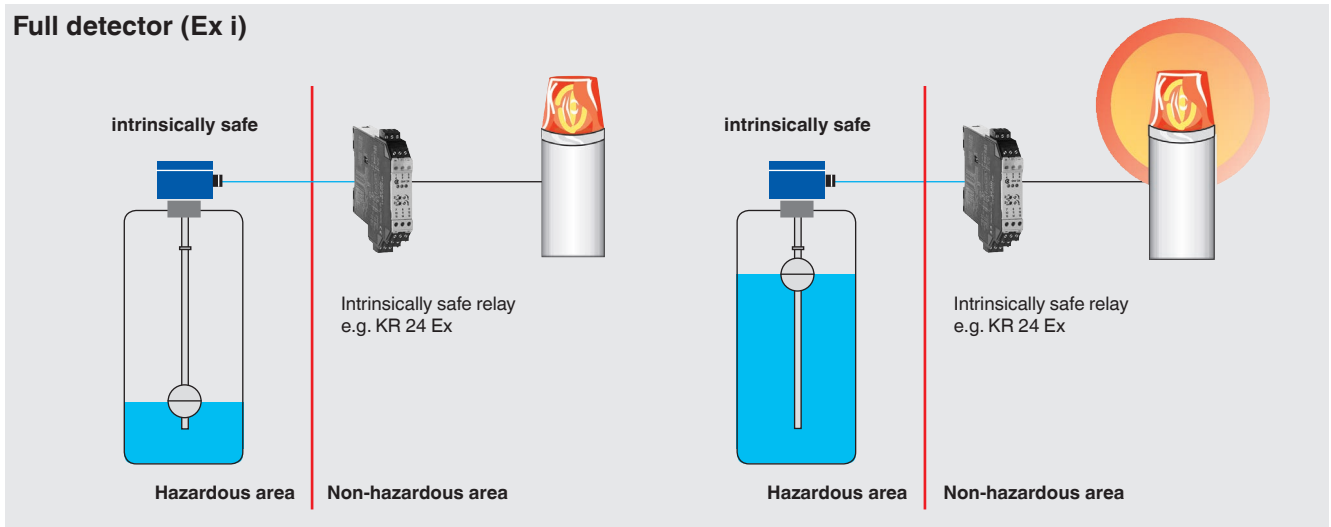 Full detector (Ex i)
intrinsically safe
Intrinsically safe relay
e.g. KR 24 Ex
Hazardous area
Non-hazardous area
intrinsically safe
Intrinsically safe relay
e.g. KR 24 Ex
Hazardous area
Non-hazardous area